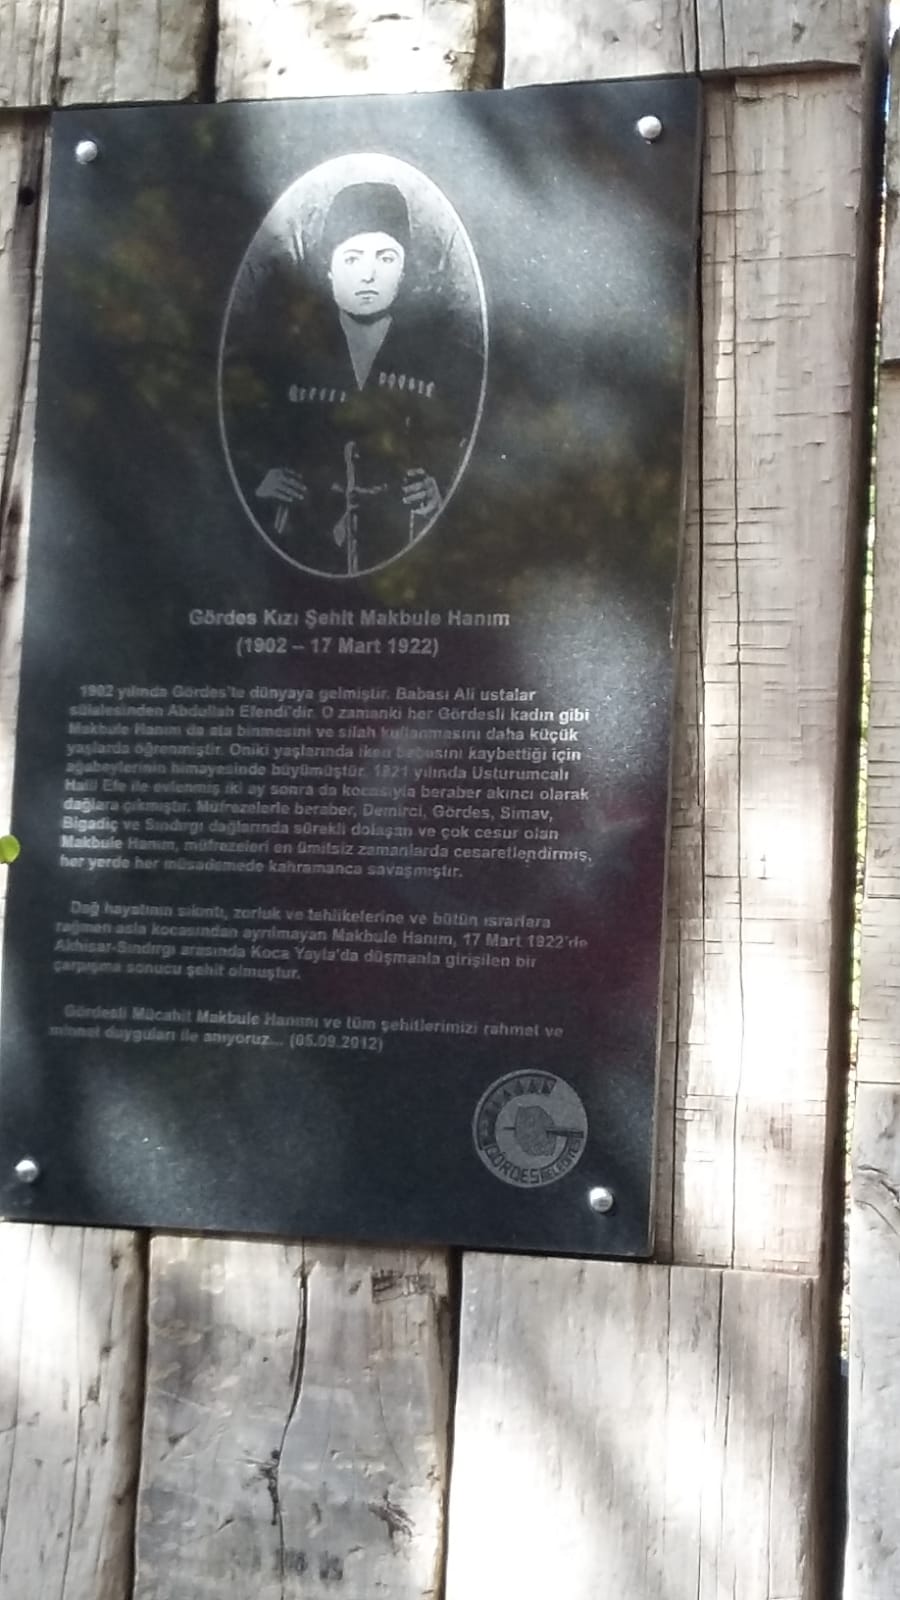 Gördes Kızı Şehit Makbule Hanım
(1902 – 17 Mart 1922)
1902 yılında Gördes'te dünyaya gelmiştir. Babası Ali ustalar
sülalesinden Abdullah Efendi'dir. O zamanki her Gördesli kadın gibi
Makbule Hanım da ata binmesini ve silah kullanmasını daha küçük
yaşlarda öğrenmiştir. Oniki yaşlarında iken babasını kaybettiği için
ağabeylerinin himayesinde büyümüştür. 1921 yılında Usturumcalı
Halil Efe ile evlenmiş iki ay sonra da kocasıyla beraber akıncı olarak
dağlara çıkmıştır. Müfrezelerle beraber, Demirci, Gördes, Simav,
Bigadiç ve Sındırgı dağlarında sürekli dolaşan ve çok cesur olan
Makbule Hanım, müfrezeleri en ümitsiz zamanlarda cesaretlendirmiş,
her yerde her müsademede kahramanca savaşmıştır.
Dağ hayatının sıkıntı, zorluk ve tehlikelerine ve bütün ısrarlara
rağmen asla kocasından ayrılmayan Makbule Hanım, 17 Mart 1922'de
Akhisar-Sındırgı arasında Koca Yayla'da düşmanla girişilen bir
çarpışma sonucu şehit olmuştur.
Gördesli Mücahit Makbule Hanımı ve tüm şehitlerimizi rahmet ve
minnet duyguları ile anıyoruz... (05.09.2012)
GÖRDES BELEDİYESİ